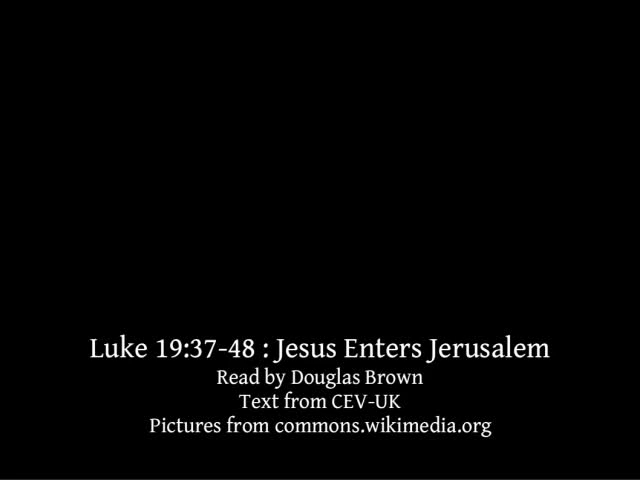 Luke 19:37-48 : Jesus Enters Jerusalem
Read by Douglas Brown
Text from CEV-UK
Pictures from commons.wikimedia.org